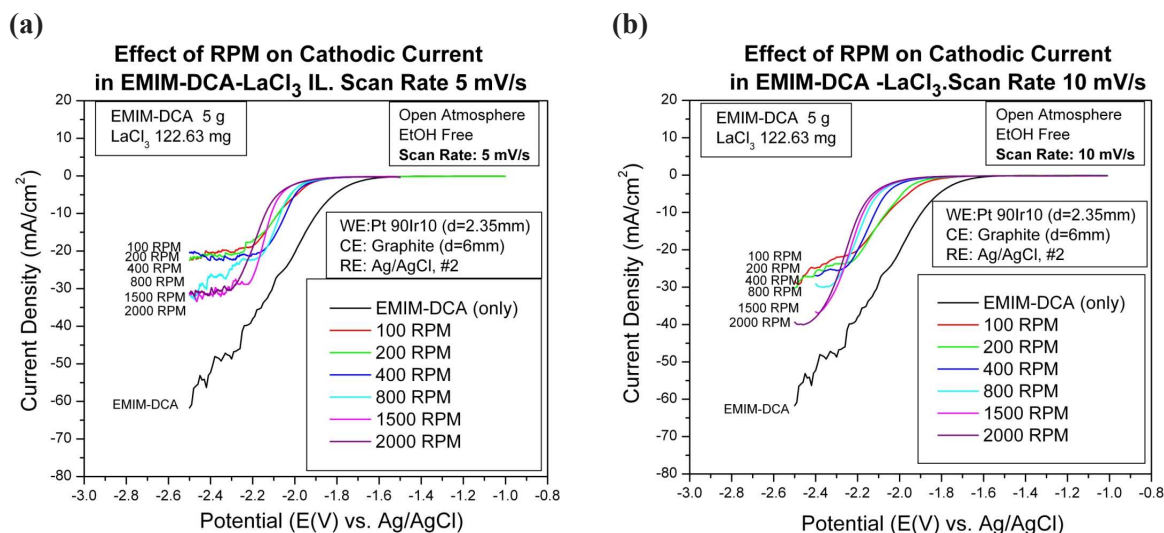 (a)
Effect of RPM on Cathodic Current
in EMIM-DCA-LaCl₃ IL. Scan Rate 5 mV/s
20
10
0
-10
-20
-30
-40
-50
-60
-70
-80
Current Density (mA/cm²)
EMIM-DCA 5 g
LaCl₃ 122.63 mg
Open Atmosphere
EtOH Free
Scan Rate: 5 mV/s
WE:Pt 90Ir10 (d=2.35mm)
CE: Graphite (d=6mm)
RE: Ag/AgCl, #2
100 RPM
200 RPM
400 RPM
800 RPM
1500 RPM
2000 RPM
EMIM-DCA
EMIM-DCA (only)
100 RPM
200 RPM
400 RPM
800 RPM
1500 RPM
2000 RPM
-3.0 -2.8 -2.6 -2.4 -2.2 -2.0 -1.8 -1.6 -1.4 -1.2 -1.0 -0.8
Potential (E(V) vs. Ag/AgCl)
(b)
Effect of RPM on Cathodic Current
in EMIM-DCA -LaCl₃.Scan Rate 10 mV/s
20
10
0
-10
-20
-30
-40
-50
-60
-70
-80
Current Density (mA/cm²)
EMIM-DCA 5 g
LaCl₃ 122.63 mg
Open Atmosphere
EtOH Free
Scan Rate: 10 mV/s
WE:Pt 90Ir10 (d=2.35mm)
CE: Graphite (d=6mm)
RE: Ag/AgCl, #2
100 RPM
200 RPM
400 RPM
800 RPM
1500 RPM
2000 RPM
EMIM-DCA
EMIM-DCA (only)
100 RPM
200 RPM
400 RPM
800 RPM
1500 RPM
2000 RPM
-3.0 -2.8 -2.6 -2.4 -2.2 -2.0 -1.8 -1.6 -1.4 -1.2 -1.0 -0.8
Potential (E(V) vs. Ag/AgCl)